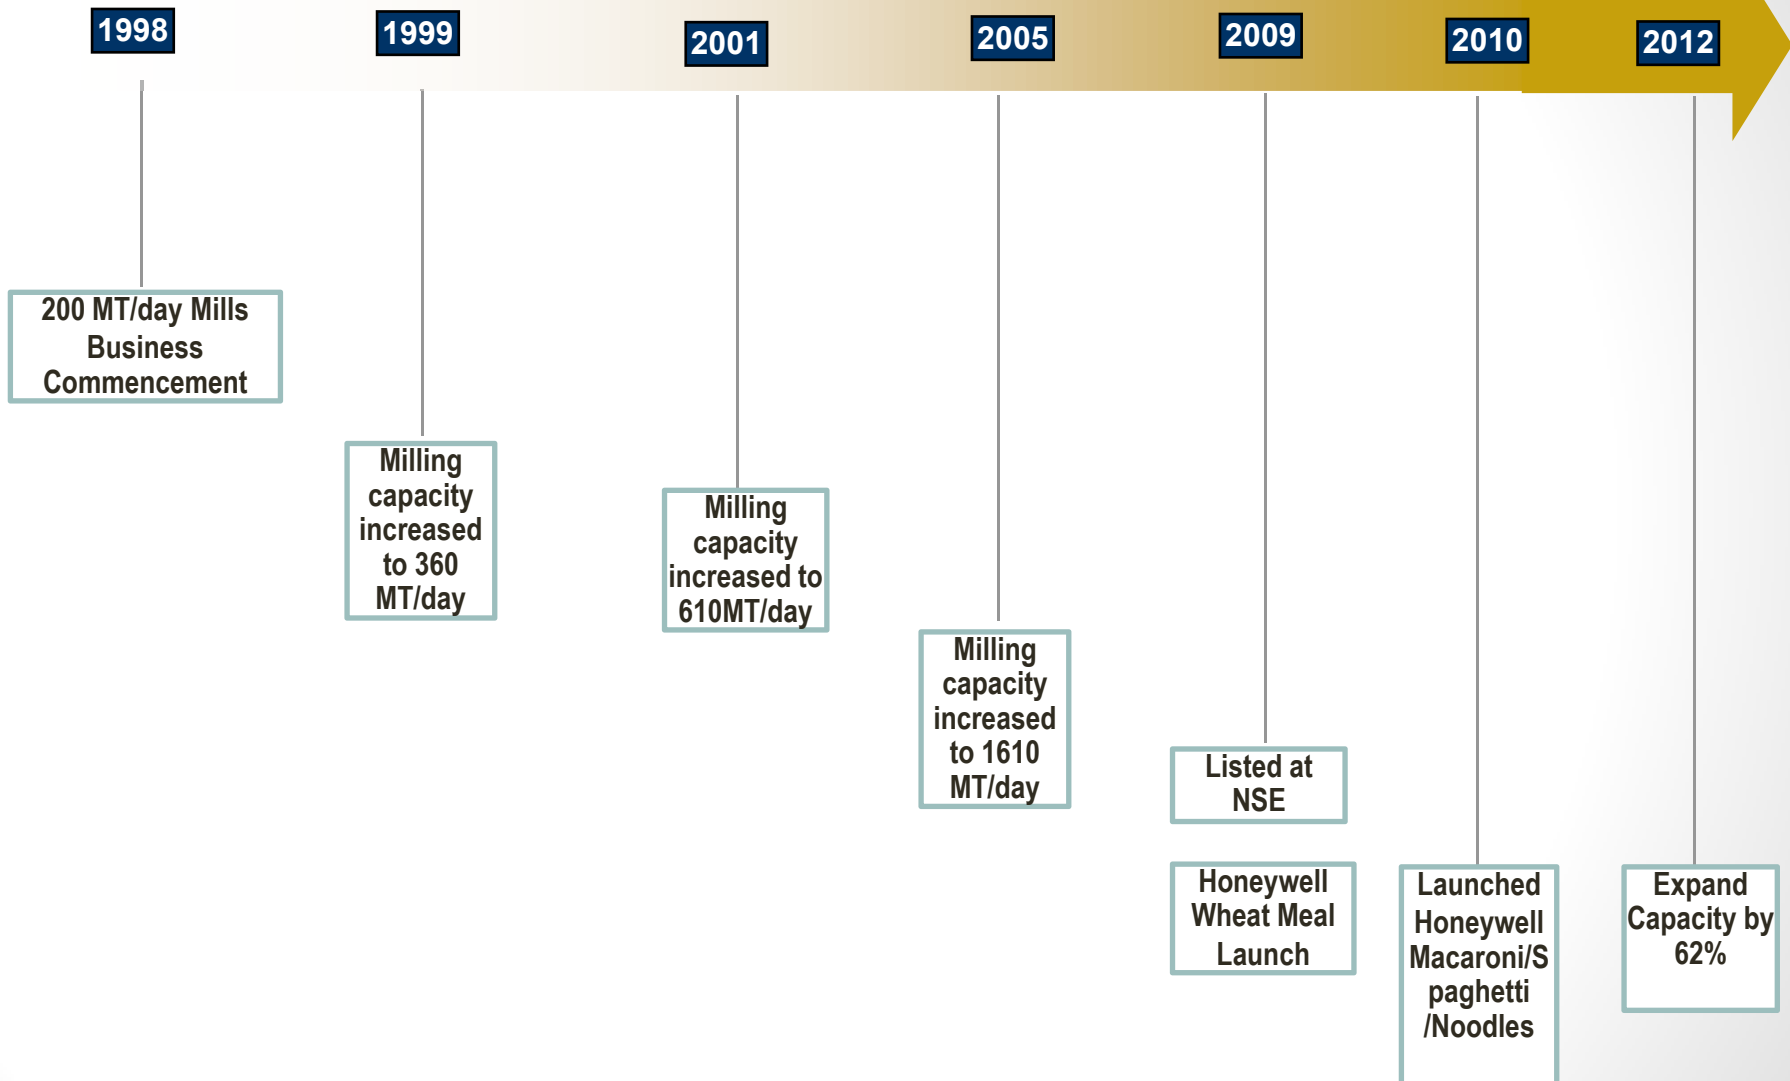 1998
1999
2001
2005
2009
2010
2012
200 MT/day Mills
Business
Commencement
Milling
capacity
increased
to 360
MT/day
Milling
capacity
increased to
610MT/day
Milling
capacity
increased
to 1610
MT/day
Listed at
NSE
Honeywell
Wheat Meal
Launch
Launched
Honeywell
Macaroni/S
paghetti
/Noodles
Expand
Capacity by
62%